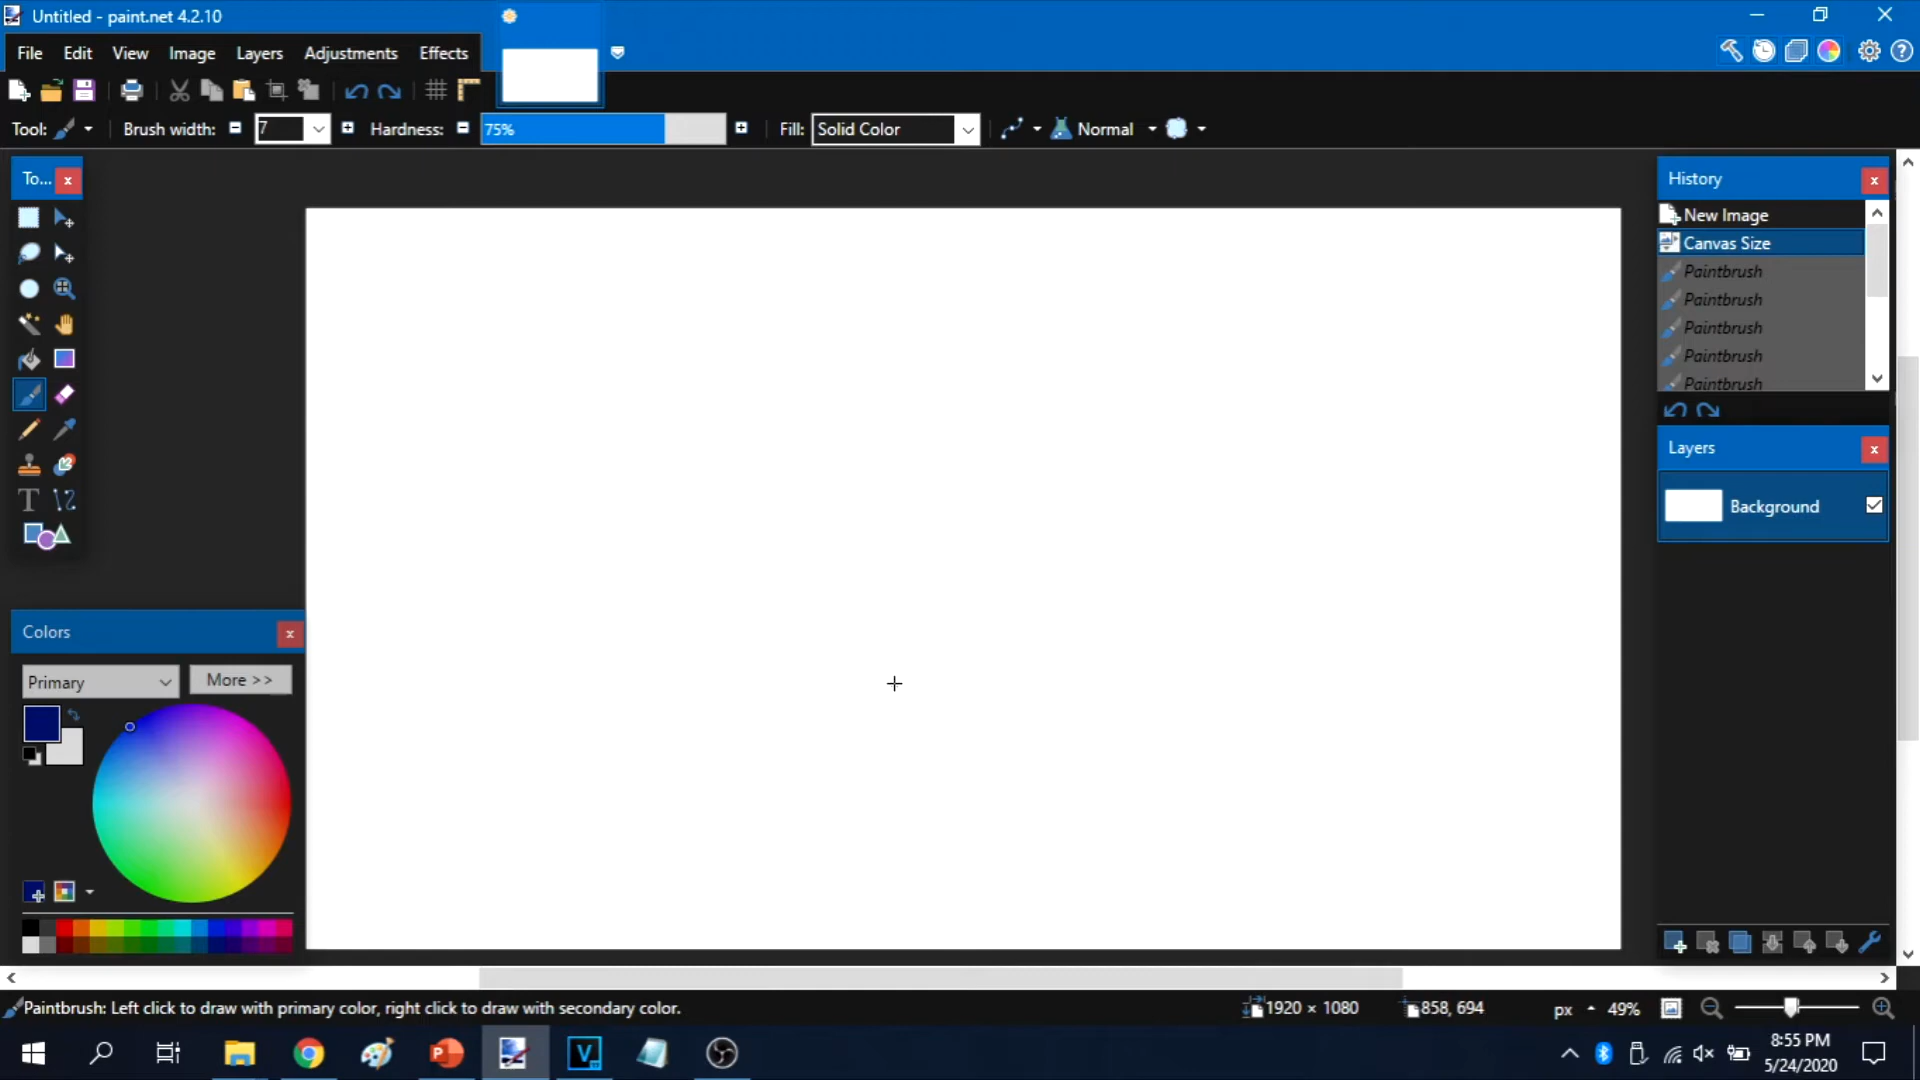 Untitled - paint.net 4.2.10
File Edit View Image Layers Adjustments Effects
Tool: Brush width: 7 Hardness: 75% Fill: Solid Color Normal
To...
History
New Image
Canvas Size
Paintbrush
Paintbrush
Paintbrush
Paintbrush
Paintbrush
Layers
Background
Colors
Primary More >>
Paintbrush: Left click to draw with primary color, right click to draw with secondary color. 1920 × 1080 858, 694 px 49%
8:55 PM
5/24/2020